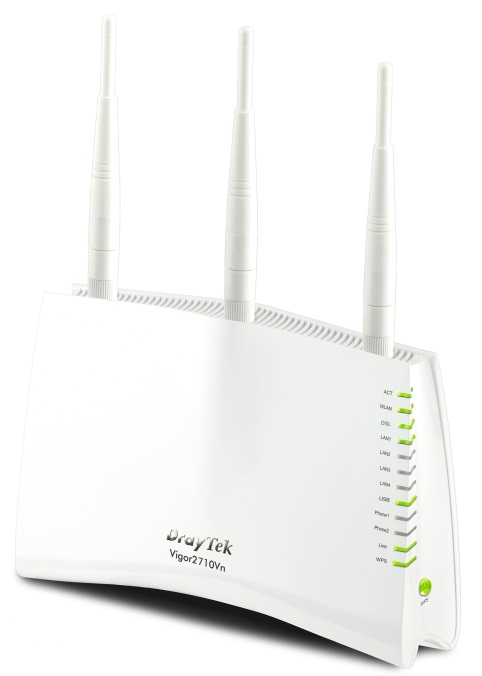 ACT
WLAN
DSL
LAN1
LAN2
LAN3
LAN4
USB
Phone1
Phone2
Line
WPS
DrayTek
Vigor2710Vn